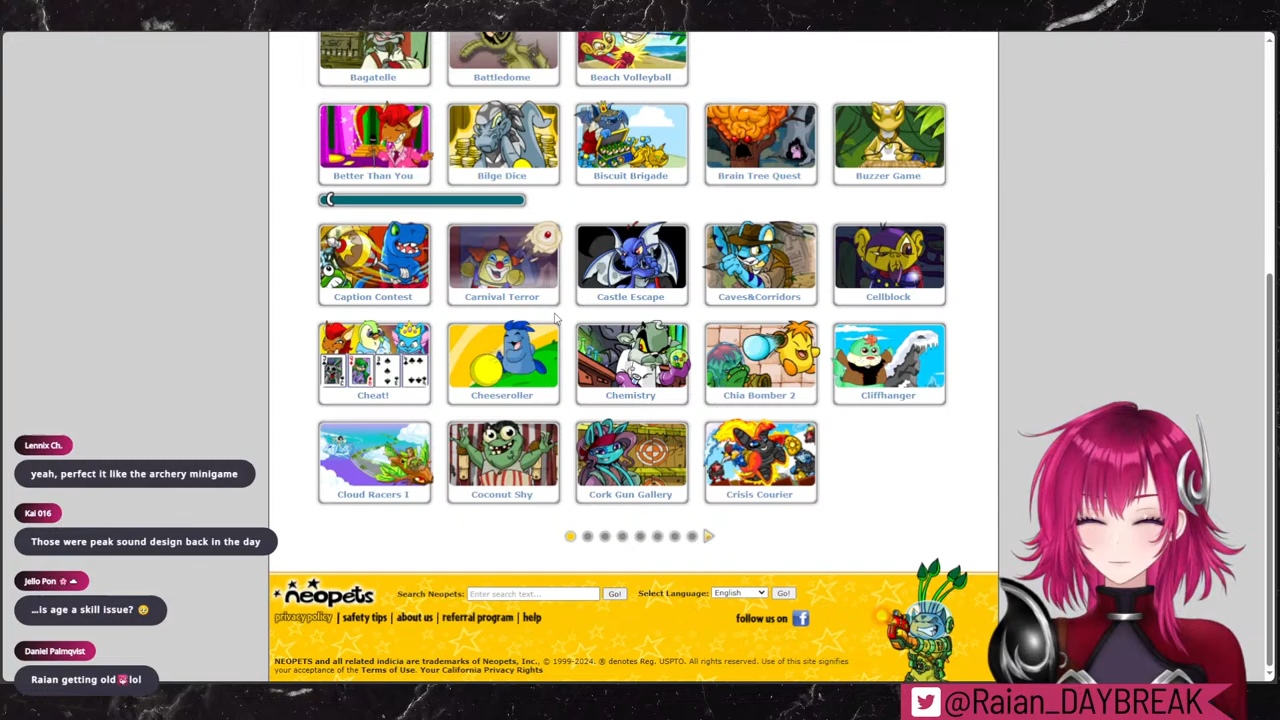 Bagatelle
Battledome
Beach Volleyball
Better Than You
Bilge Dice
Biscuit Brigade
Brain Tree Quest
Buzzer Game
Caption Contest
Carnival Terror
Castle Escape
Caves&Corridors
Cellblock
Cheat!
Cheeseroller
Chemistry
Chia Bomber 2
Cliffhanger
Cloud Racers I
Coconut Shy
Cork Gun Gallery
Crisis Courier
Lennix Ch.
yeah, perfect it like the archery minigame
Kai 016
Those were peak sound design back in the day
Jello Pon
...is age a skill issue? 🥺
Daniel Palmqvist
Raian getting old lol
neopets
Search Neopets: Enter search text... Go! Select Language: English Go!
privacy policy | safety tips | about us | referral program | help
follow us on f
NEOPETS and all related indicia are trademarks of Neopets, Inc., © 1999-2024. ® denotes Reg. USPTO. All rights reserved. Use of this site signifies
your acceptance of the Terms of Use. Your California Privacy Rights
@Raian_DAYBREAK